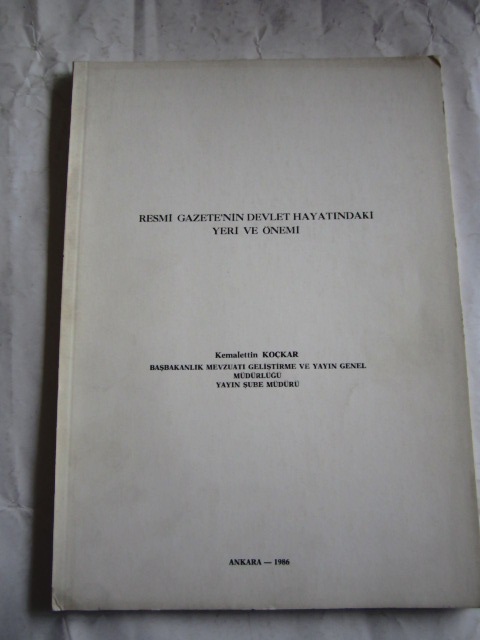 RESMİ GAZETE'NİN DEVLET HAYATINDAKİ
YERİ VE ÖNEMİ
Kemalettin KOÇKAR
BAŞBAKANLIK MEVZUATI GELİŞTİRME VE YAYIN GENEL
MÜDÜRLÜĞÜ
YAYIN ŞUBE MÜDÜRÜ
ANKARA — 1986